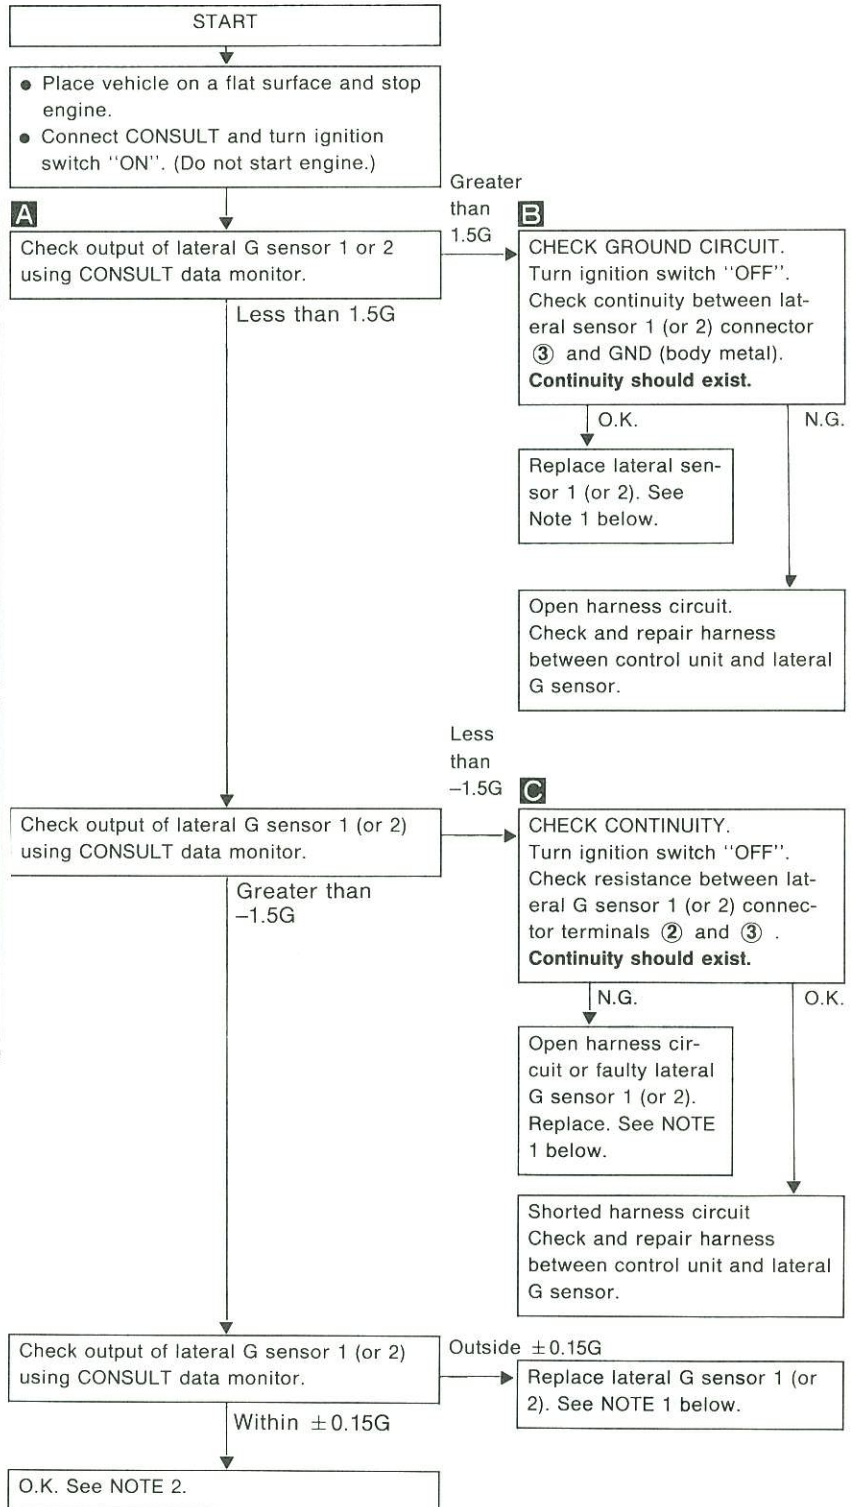 START
● Place vehicle on a flat surface and stop
engine.
● Connect CONSULT and turn ignition
switch "ON". (Do not start engine.)
A
Check output of lateral G sensor 1 or 2
using CONSULT data monitor.
Greater
than
1.5G
B
CHECK GROUND CIRCUIT.
Turn ignition switch "OFF".
Check continuity between lat-
eral sensor 1 (or 2) connector
③ and GND (body metal).
Continuity should exist.
Less than 1.5G
O.K.
N.G.
Replace lateral sen-
sor 1 (or 2). See
Note 1 below.
Open harness circuit.
Check and repair harness
between control unit and lateral
G sensor.
Less
than
–1.5G
C
Check output of lateral G sensor 1 (or 2)
using CONSULT data monitor.
CHECK CONTINUITY.
Turn ignition switch "OFF".
Check resistance between lat-
eral G sensor 1 (or 2) connec-
tor terminals ② and ③ .
Continuity should exist.
Greater than
–1.5G
N.G.
O.K.
Open harness cir-
cuit or faulty lateral
G sensor 1 (or 2).
Replace. See NOTE
1 below.
Shorted harness circuit
Check and repair harness
between control unit and lateral
G sensor.
Check output of lateral G sensor 1 (or 2)
using CONSULT data monitor.
Outside ±0.15G
Replace lateral G sensor 1 (or
2). See NOTE 1 below.
Within ±0.15G
O.K. See NOTE 2.